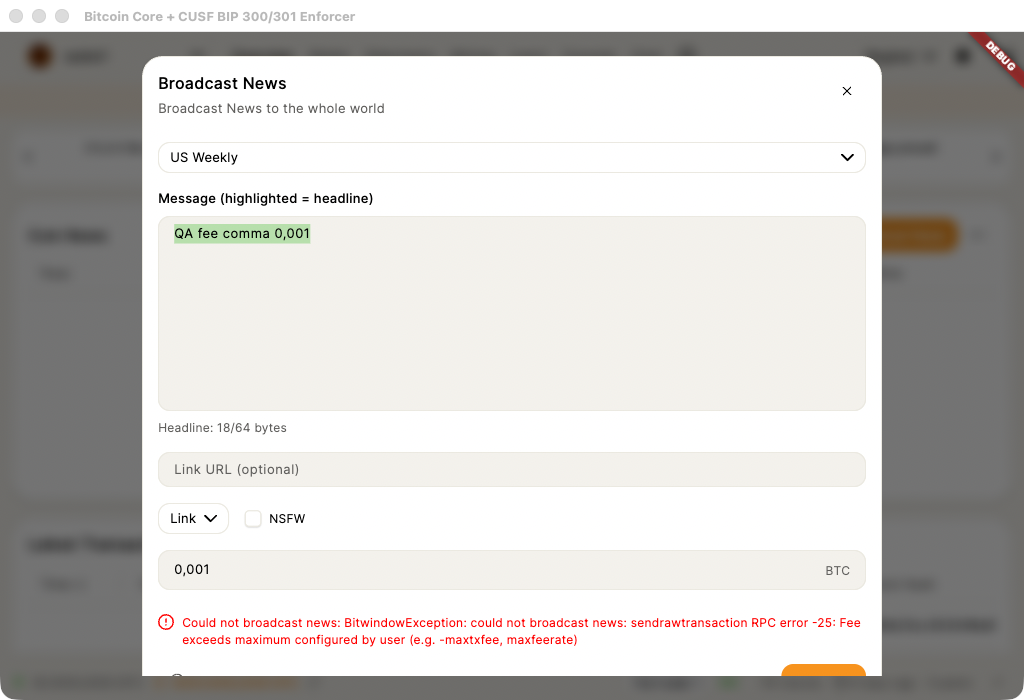 Bitcoin Core + CUSF BIP 300/301 Enforcer
DEBUG
Broadcast News
Broadcast News to the whole world
US Weekly
Message (highlighted = headline)
QA fee comma 0,001
Headline: 18/64 bytes
Link URL (optional)
Link
NSFW
0,001
BTC
Could not broadcast news: BitwindowException: could not broadcast news: sendrawtransaction RPC error -25: Fee
exceeds maximum configured by user (e.g. -maxtxfee, maxfeerate)